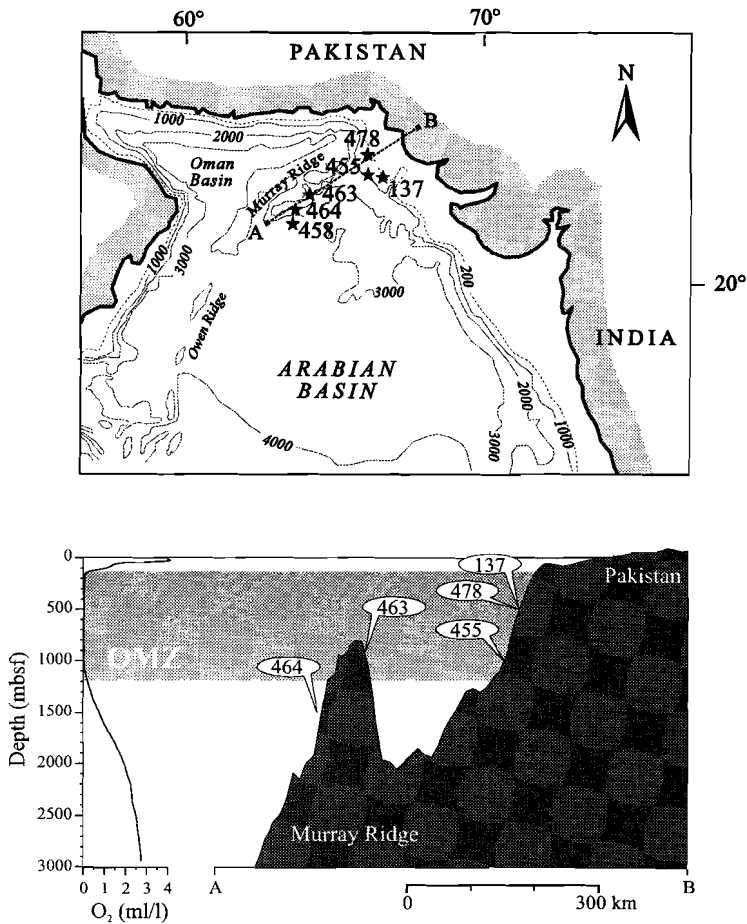 60°
70°
PAKISTAN
N
1000
2000
B
478
Oman
Basin
Murray Ridge
455
137
463
464
A
458
1000
3000
200
3000
20°
Owen Ridge
INDIA
ARABIAN
BASIN
2000
1000
4000
3000
0
137
Pakistan
478
500
463
455
OMZ
1000
464
Depth (mbsf)
1500
2000
2500
Murray Ridge
3000
0 1 2 3 4
A
B
O₂ (ml/l)
0
300 km